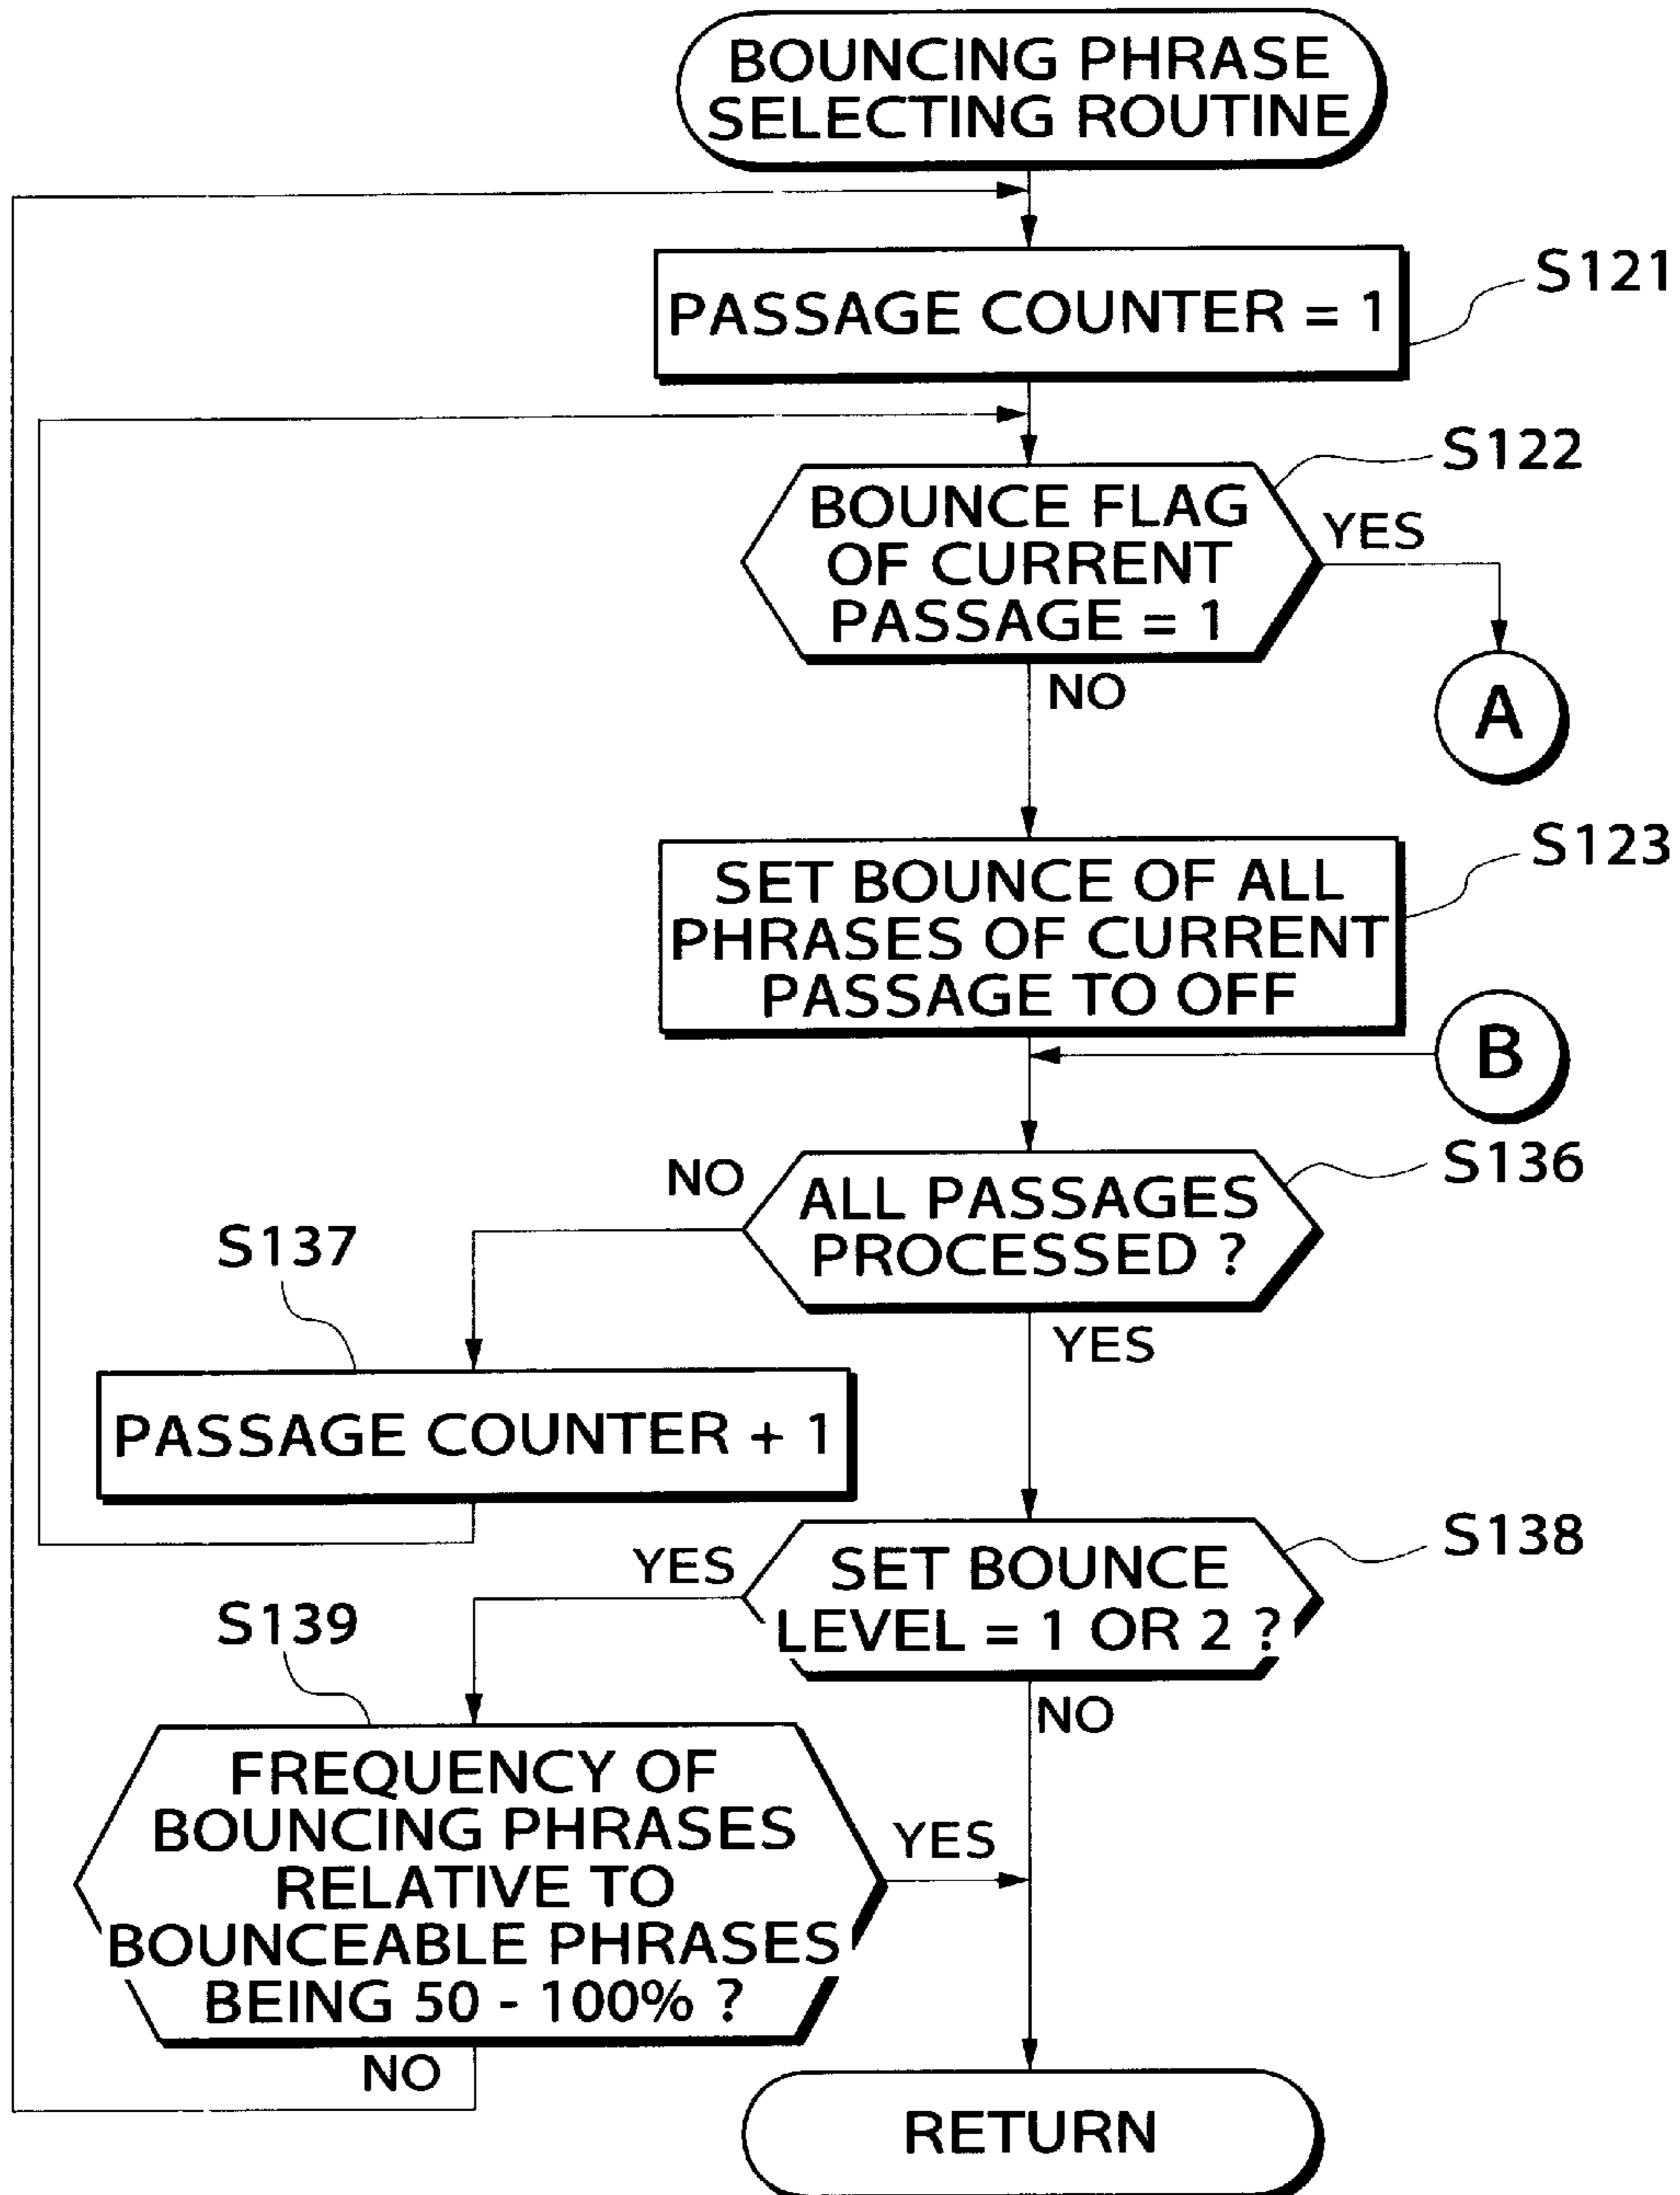 BOUNCING PHRASE
SELECTING ROUTINE
S121
PASSAGE COUNTER = 1
S122
BOUNCE FLAG
OF CURRENT
PASSAGE = 1
YES
NO
A
S123
SET BOUNCE OF ALL
PHRASES OF CURRENT
PASSAGE TO OFF
B
S136
NO
ALL PASSAGES
PROCESSED ?
S137
YES
PASSAGE COUNTER + 1
S138
YES
SET BOUNCE
LEVEL = 1 OR 2 ?
S139
NO
FREQUENCY OF
BOUNCING PHRASES
RELATIVE TO
BOUNCEABLE PHRASES
BEING 50 - 100% ?
YES
NO
RETURN